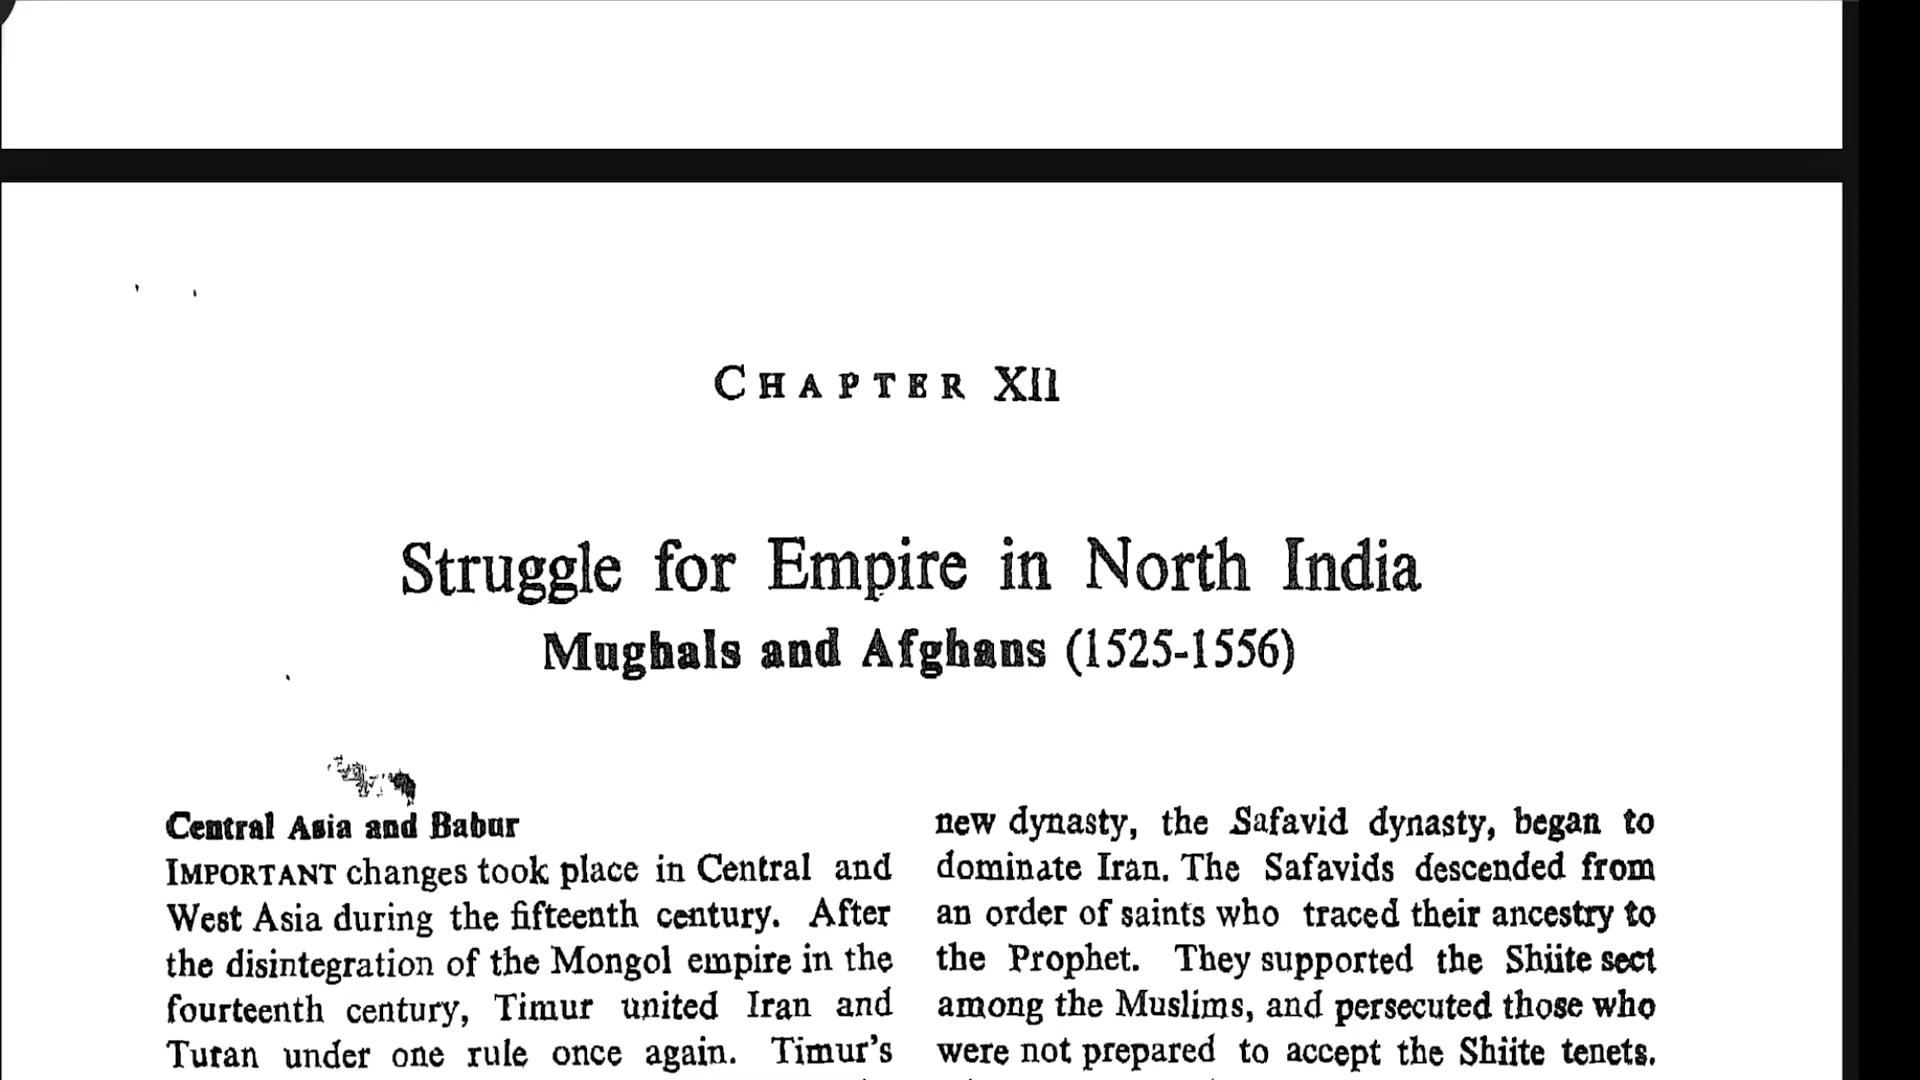 CHAPTER XII
Struggle for Empire in North India
Mughals and Afghans (1525-1556)
Central Asia and Babur
IMPORTANT changes took place in Central and
West Asia during the fifteenth century. After
the disintegration of the Mongol empire in the
fourteenth century, Timur united Iran and
Turan under one rule once again. Timur's
new dynasty, the Safavid dynasty, began to
dominate Iran. The Safavids descended from
an order of saints who traced their ancestry to
the Prophet. They supported the Shiite sect
among the Muslims, and persecuted those who
were not prepared to accept the Shiite tenets.